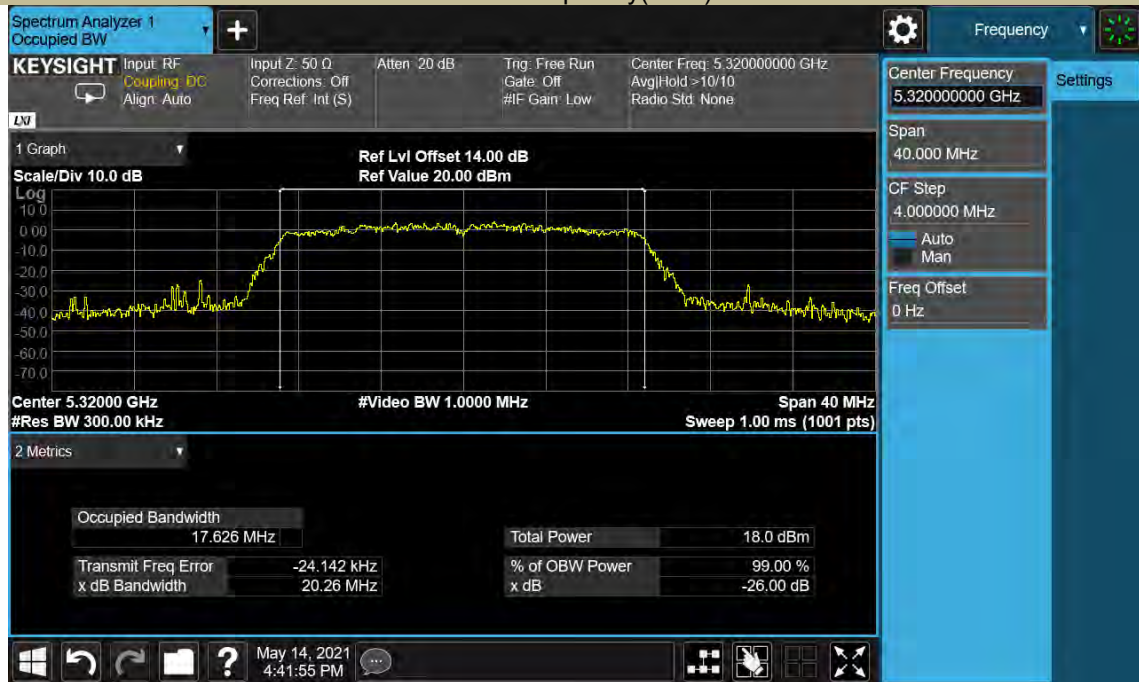 Spectrum Analyzer 1
Occupied BW
+
Frequency
KEYSIGHT
Input: RF
Coupling: DC
Align: Auto
Input Z: 50 Ω
Corrections: Off
Freq Ref: Int (S)
Atten: 20 dB
Trig: Free Run
Gate: Off
#IF Gain: Low
Center Freq: 5.320000000 GHz
Avg|Hold:>10/10
Radio Std: None
LXI
Center Frequency
5.320000000 GHz
Settings
Span
40.000 MHz
CF Step
4.000000 MHz
Auto
Man
Freq Offset
0 Hz
1 Graph
Scale/Div 10.0 dB
Ref Lvl Offset 14.00 dB
Ref Value 20.00 dBm
Log
10.0
0.00
-10.0
-20.0
-30.0
-40.0
-50.0
-60.0
-70.0
Center 5.32000 GHz
#Video BW 1.0000 MHz
Span 40 MHz
#Res BW 300.00 kHz
Sweep 1.00 ms (1001 pts)
2 Metrics
Occupied Bandwidth
17.626 MHz
Total Power 18.0 dBm
Transmit Freq Error -24.142 kHz
% of OBW Power 99.00 %
x dB Bandwidth 20.26 MHz
x dB -26.00 dB
?
May 14, 2021
4:41:55 PM